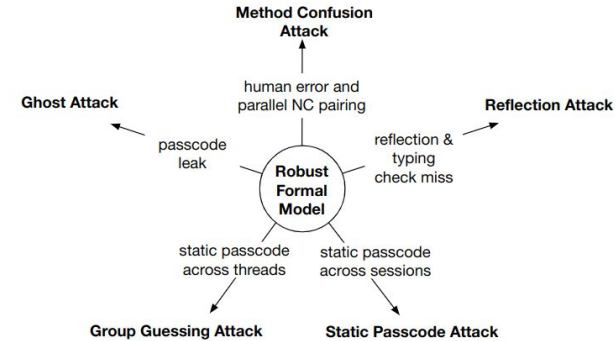 Method Confusion
Attack
human error and
parallel NC pairing
Ghost Attack
passcode
leak
Reflection Attack
reflection &
typing
check miss
Robust
Formal
Model
static passcode
across threads
static passcode
across sessions
Group Guessing Attack
Static Passcode Attack